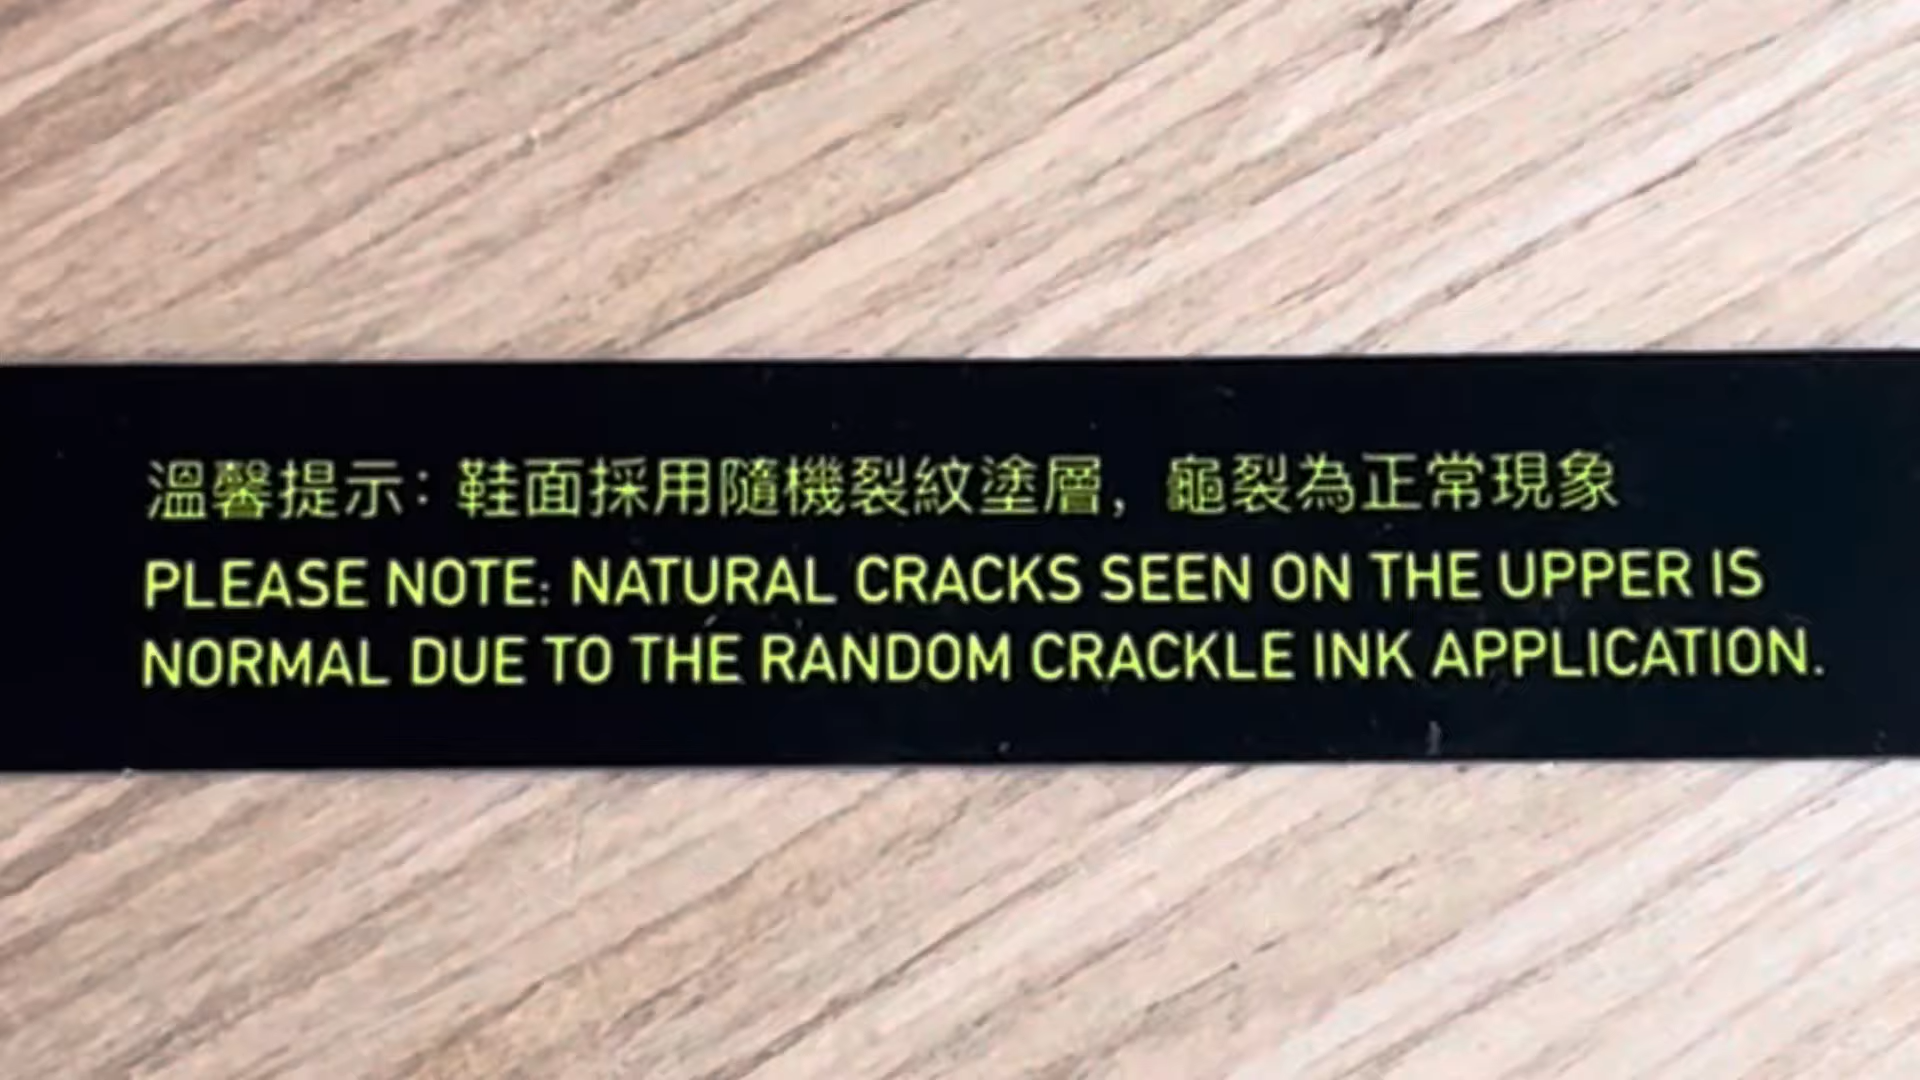 溫馨提示：鞋面採用隨機裂紋塗層，龜裂為正常現象
PLEASE NOTE: NATURAL CRACKS SEEN ON THE UPPER IS
NORMAL DUE TO THE RANDOM CRACKLE INK APPLICATION.